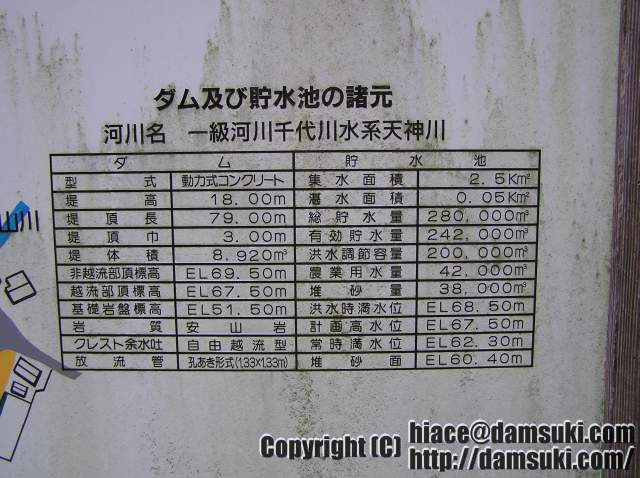 山川
ダム及び貯水池の諸元
河川名 一級河川千代川水系天神川
ダム 貯水池
型式 動力式コンクリート 集水面積 2.5Km²
堤高 18.00m 湛水面積 0.05Km²
堤頂長 79.00m 総貯水量 280,000m³
堤頂巾 3.00m 有効貯水量 242,000m³
堤体積 8.920m³ 洪水調節容量 200,000m³
非越流部頂標高 EL69.50m 農業用水量 42,000m³
越流部頂標高 EL67.50m 堆砂量 38,000m³
基礎岩盤標高 EL51.50m 洪水時満水位 EL68.50m
岩質 安山岩 計画高水位 EL67.50m
クレスト余水吐 自由越流型 常時満水位 EL62.30m
放流管 孔あき形式(1.33×1.33m) 堆砂面 EL60.40m
Copyright (C) hiace@damsuki.com
http://damsuki.com/